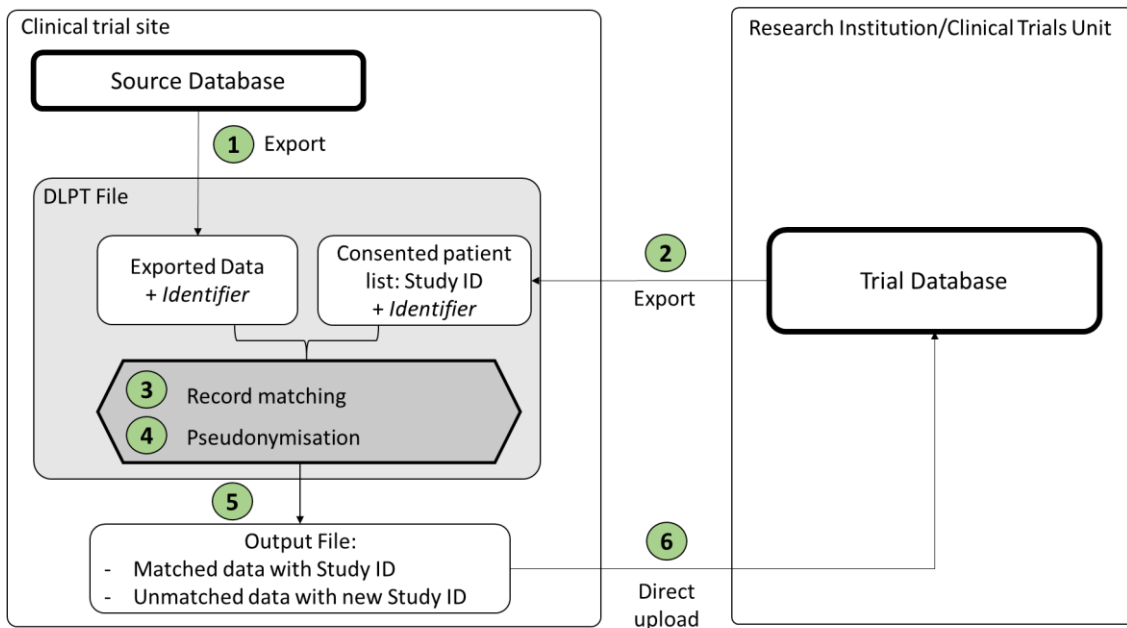 Clinical trial site
Research Institution/Clinical Trials Unit
Source Database
1 Export
DLPT File
Exported Data
+ Identifier
Consented patient
list: Study ID
+ Identifier
2
Export
Trial Database
3 Record matching
4 Pseudonymisation
5
Output File:
- Matched data with Study ID
- Unmatched data with new Study ID
6
Direct
upload